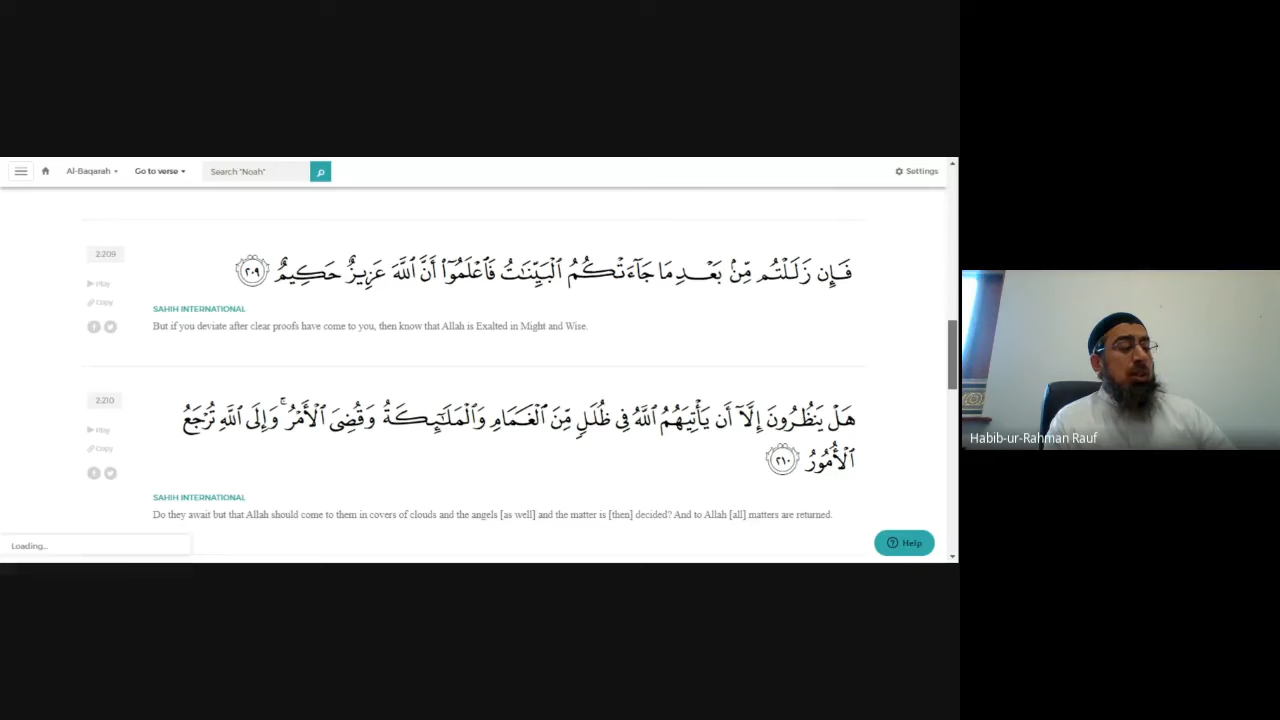 Al-Baqarah
Go to verse
Search "Noah"
Settings
2:209
فَإِن زَلَلْتُم مِّنۢ بَعْدِ مَا جَآءَتْكُمُ ٱلْبَيِّنَـٰتُ فَٱعْلَمُوٓا۟ أَنَّ ٱللَّهَ عَزِيزٌ حَكِيمٌ ٢٠٩
Play
Copy
SAHIH INTERNATIONAL
But if you deviate after clear proofs have come to you, then know that Allah is Exalted in Might and Wise.
2:210
هَلْ يَنظُرُونَ إِلَّآ أَن يَأْتِيَهُمُ ٱللَّهُ فِى ظُلَلٍ مِّنَ ٱلْغَمَامِ وَٱلْمَلَـٰٓئِكَةُ وَقُضِىَ ٱلْأَمْرُ ۚ وَإِلَى ٱللَّهِ تُرْجَعُ
ٱلْأُمُورُ ٢١٠
Play
Copy
SAHIH INTERNATIONAL
Do they await but that Allah should come to them in covers of clouds and the angels [as well] and the matter is [then] decided? And to Allah [all] matters are returned.
Loading...
Help
Habib-ur-Rahman Rauf